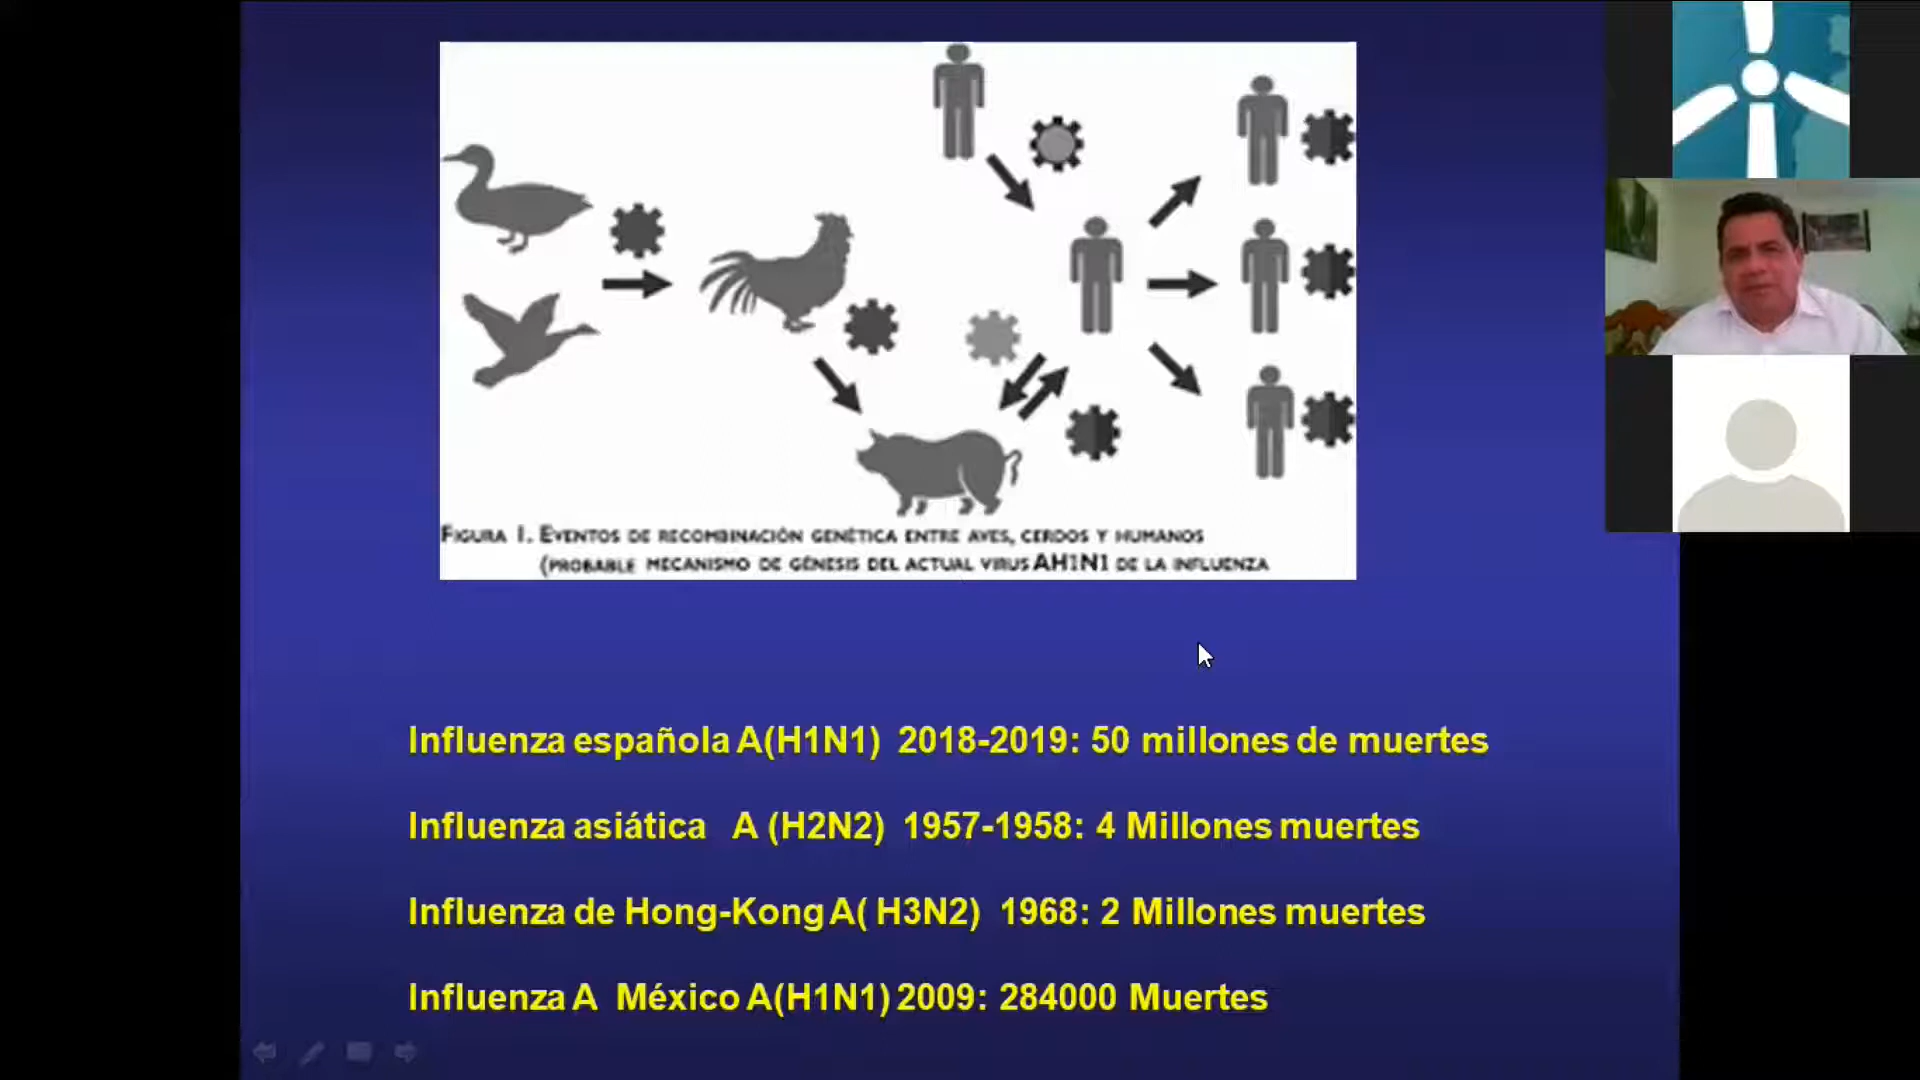 FIGURA 1. EVENTOS DE RECOMBINACIÓN GENÉTICA ENTRE AVES, CERDOS Y HUMANOS
(PROBABLE MECANISMO DE GÉNESIS DEL ACTUAL VIRUS AH1N1 DE LA INFLUENZA
Influenza española A(H1N1) 2018-2019: 50 millones de muertes
Influenza asiática A (H2N2) 1957-1958: 4 Millones muertes
Influenza de Hong-Kong A( H3N2) 1968: 2 Millones muertes
Influenza A México A(H1N1) 2009: 284000 Muertes